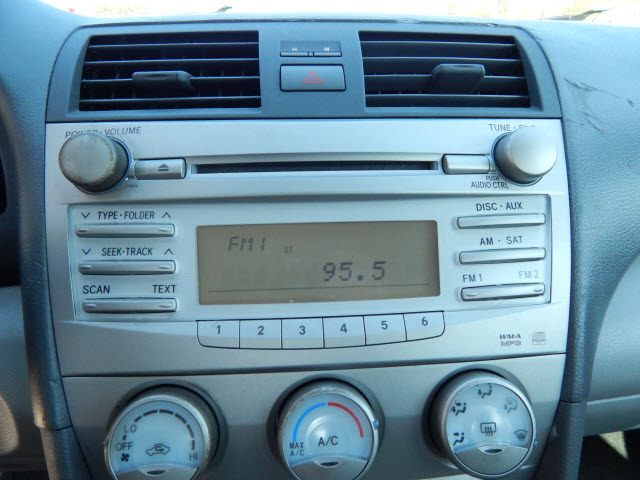 POWER·VOLUME
TUNE·
PUSH
AUDIO CTRL
TYPE·FOLDER
SEEK·TRACK
SCAN TEXT
FM1 ST
95.5
DISC·AUX
AM·SAT
FM1 FM2
1 2 3 4 5 6
WMA
MP3
LO
OFF HI
MAX
A/C
A/C